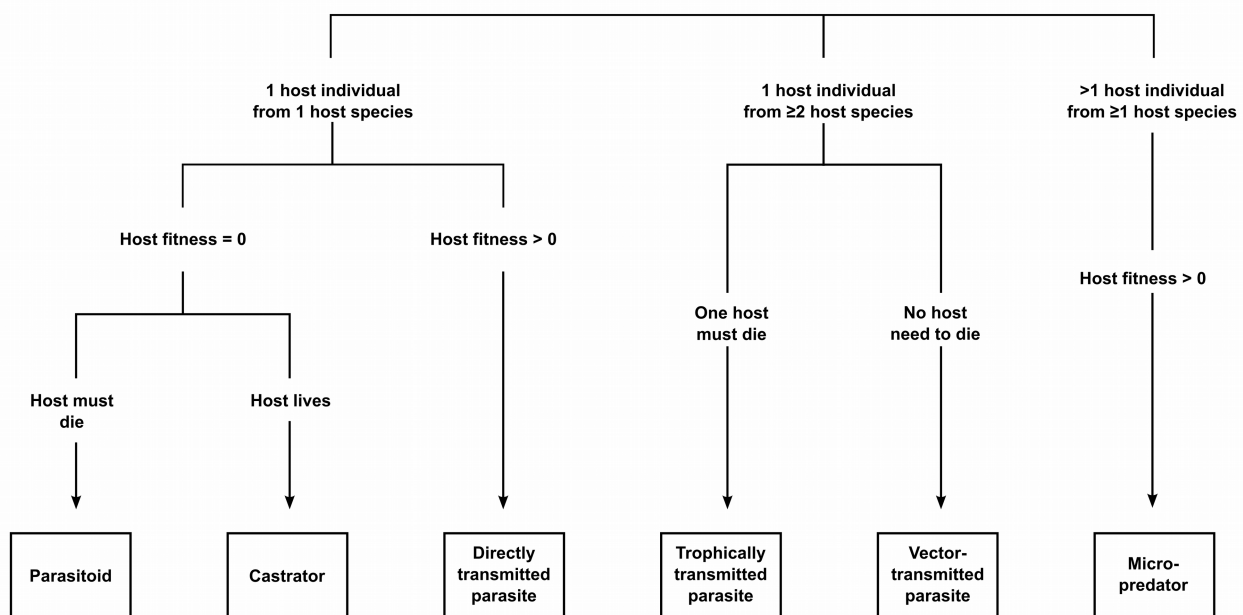 1 host individual
from 1 host species
1 host individual
from ≥2 host species
>1 host individual
from ≥1 host species
Host fitness = 0
Host fitness > 0
Host fitness > 0
One host
must die
No host
need to die
Host must
die
Host lives
Parasitoid
Castrator
Directly
transmitted
parasite
Trophically
transmitted
parasite
Vector-
transmitted
parasite
Micro-
predator